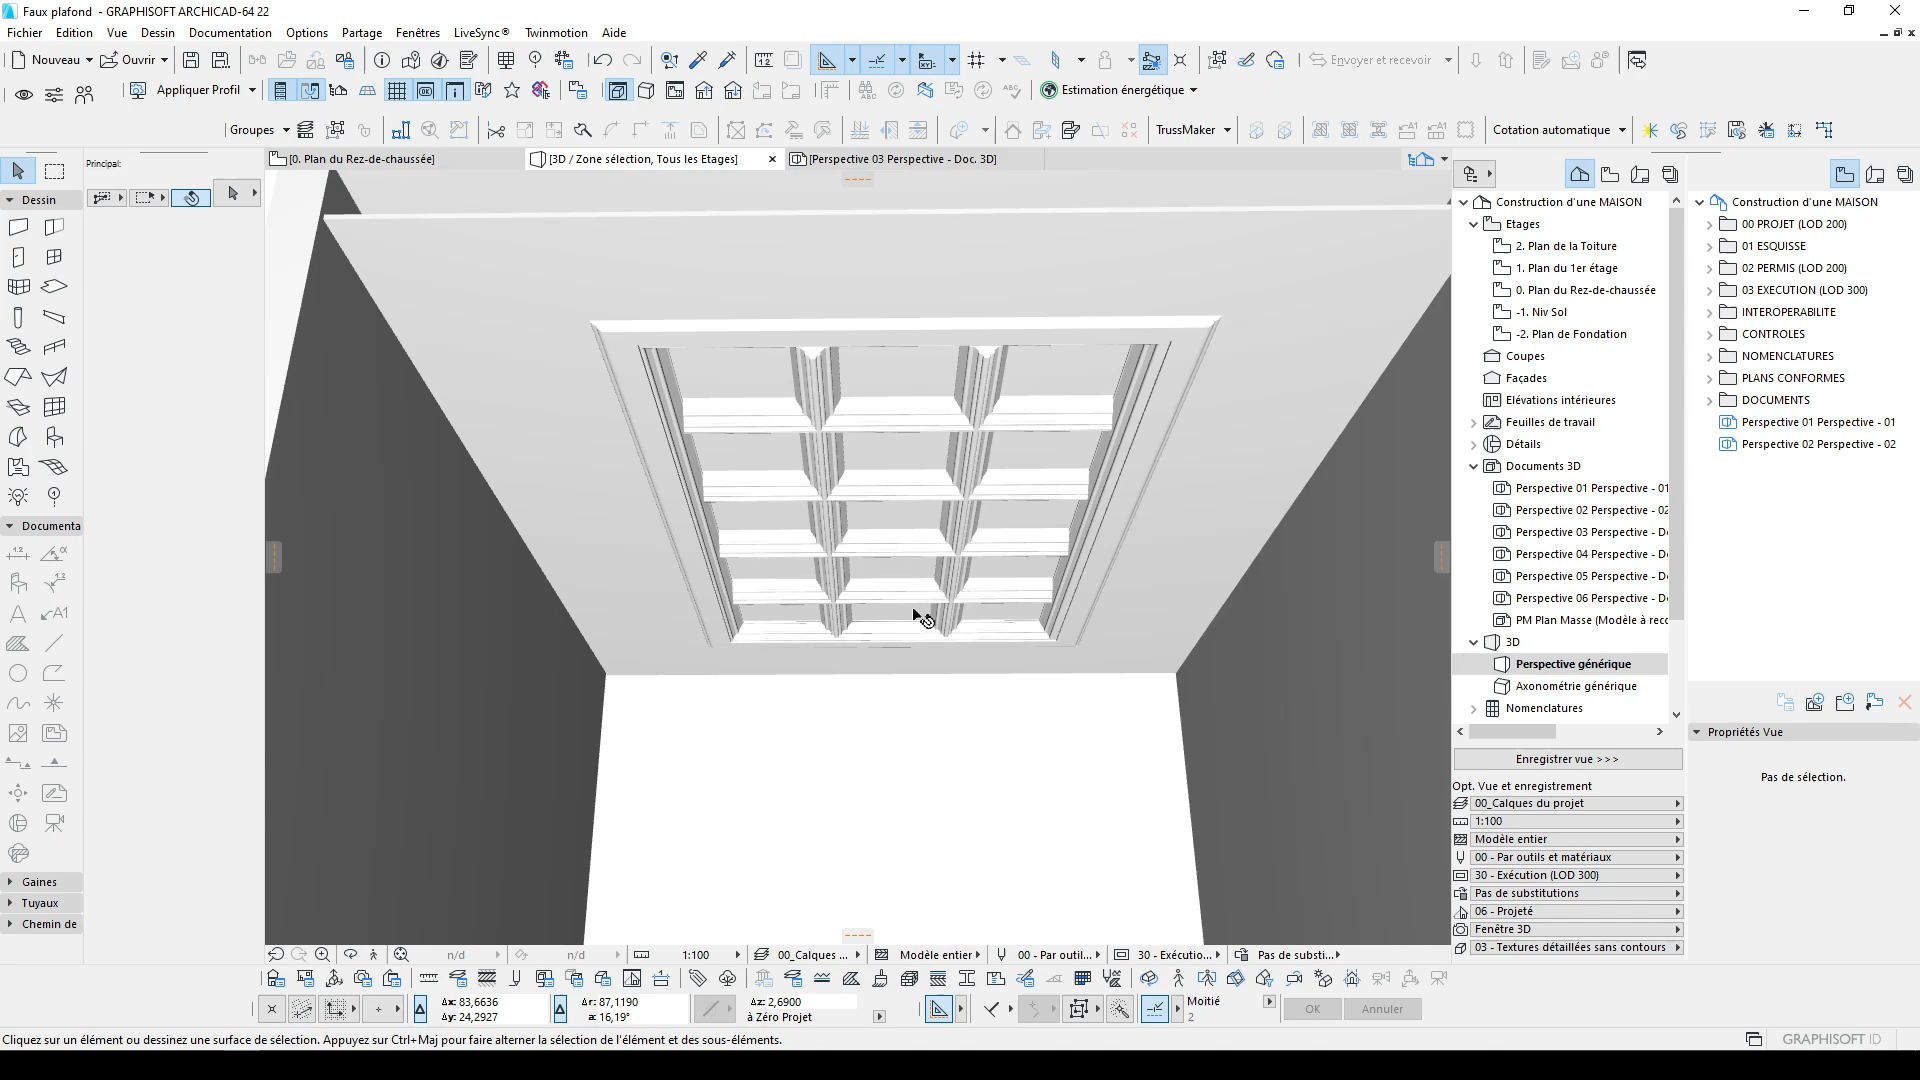 Faux plafond - GRAPHISOFT ARCHICAD-64 22
Fichier Edition Vue Dessin Documentation Options Partage Fenêtres LiveSync® Twinmotion Aide
Nouveau Ouvrir Envoyer et recevoir
Appliquer Profil Estimation énergétique
Groupes TrussMaker Cotation automatique
[0. Plan du Rez-de-chaussée] [3D / Zone sélection, Tous les Etages] [Perspective 03 Perspective - Doc. 3D]
Principal:
Dessin
Documenta
Gaines
Tuyaux
Chemin de
Construction d'une MAISON
Etages
2. Plan de la Toiture
1. Plan du 1er étage
0. Plan du Rez-de-chaussée
-1. Niv Sol
-2. Plan de Fondation
Coupes
Façades
Elévations intérieures
Feuilles de travail
Détails
Documents 3D
Perspective 01 Perspective - 01
Perspective 02 Perspective - 02
Perspective 03 Perspective - D
Perspective 04 Perspective - D
Perspective 05 Perspective - D
Perspective 06 Perspective - D
PM Plan Masse (Modèle à rec
3D
Perspective générique
Axonométrie générique
Nomenclatures
Enregistrer vue >>>
Opt. Vue et enregistrement
00_Calques du projet
1:100
Modèle entier
00 - Par outils et matériaux
30 - Exécution (LOD 300)
Pas de substitutions
06 - Projeté
Fenêtre 3D
03 - Textures détaillées sans contours
Construction d'une MAISON
00 PROJET (LOD 200)
01 ESQUISSE
02 PERMIS (LOD 200)
03 EXECUTION (LOD 300)
INTEROPERABILITE
CONTROLES
NOMENCLATURES
PLANS CONFORMES
DOCUMENTS
Perspective 01 Perspective - 01
Perspective 02 Perspective - 02
Propriétés Vue
Pas de sélection.
n/d n/d 1:100 00_Calques ... Modèle entier 00 - Par outil... 30 - Exécutio... Pas de substi...
Δx: 83,6636 Δr: 87,1190 Δz: 2,6900 Moitié
Δy: 24,2927 a: 16,19° à Zéro Projet 2 OK Annuler
Cliquez sur un élément ou dessinez une surface de sélection. Appuyez sur Ctrl+Maj pour faire alterner la sélection de l'élément et des sous-éléments.
GRAPHISOFT ID